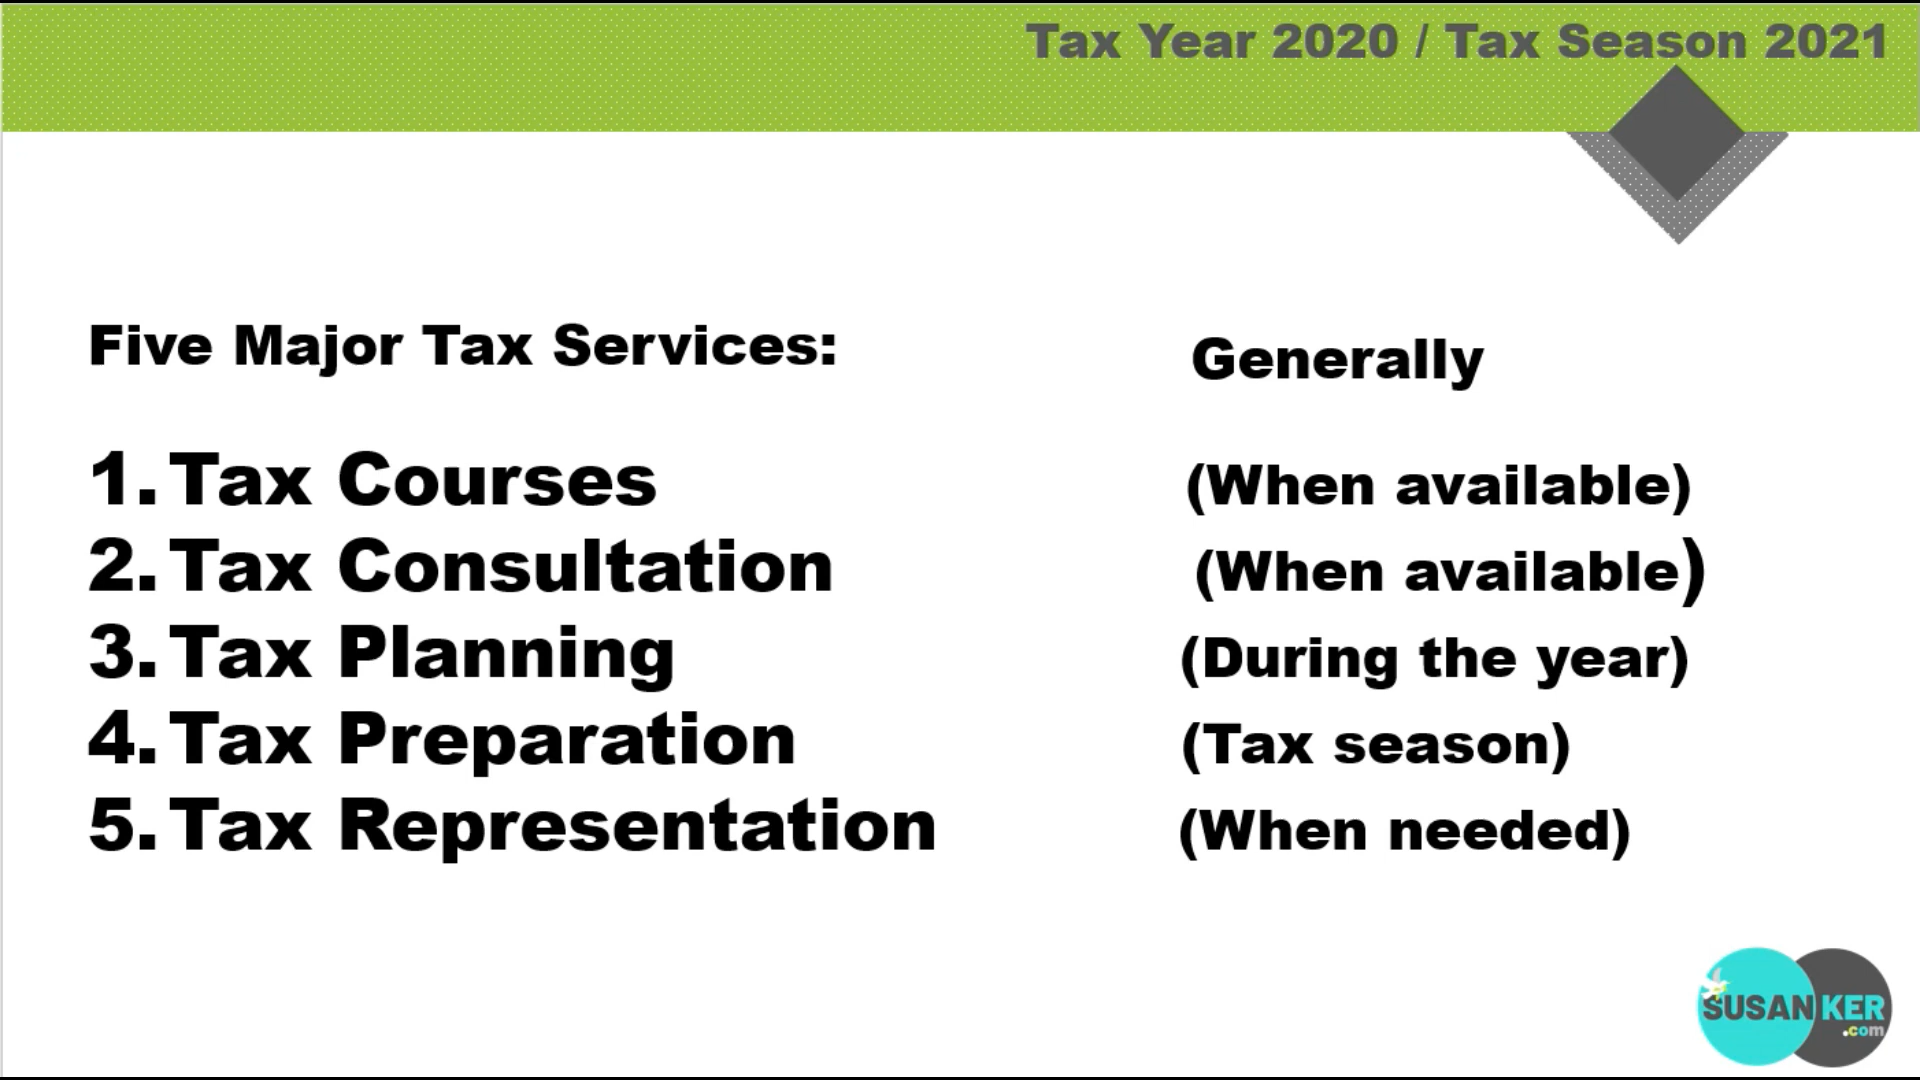 Tax Year 2020 / Tax Season 2021
Five Major Tax Services:
Generally
1. Tax Courses (When available)
2. Tax Consultation (When available)
3. Tax Planning (During the year)
4. Tax Preparation (Tax season)
5. Tax Representation (When needed)
SUSAN KER
.com